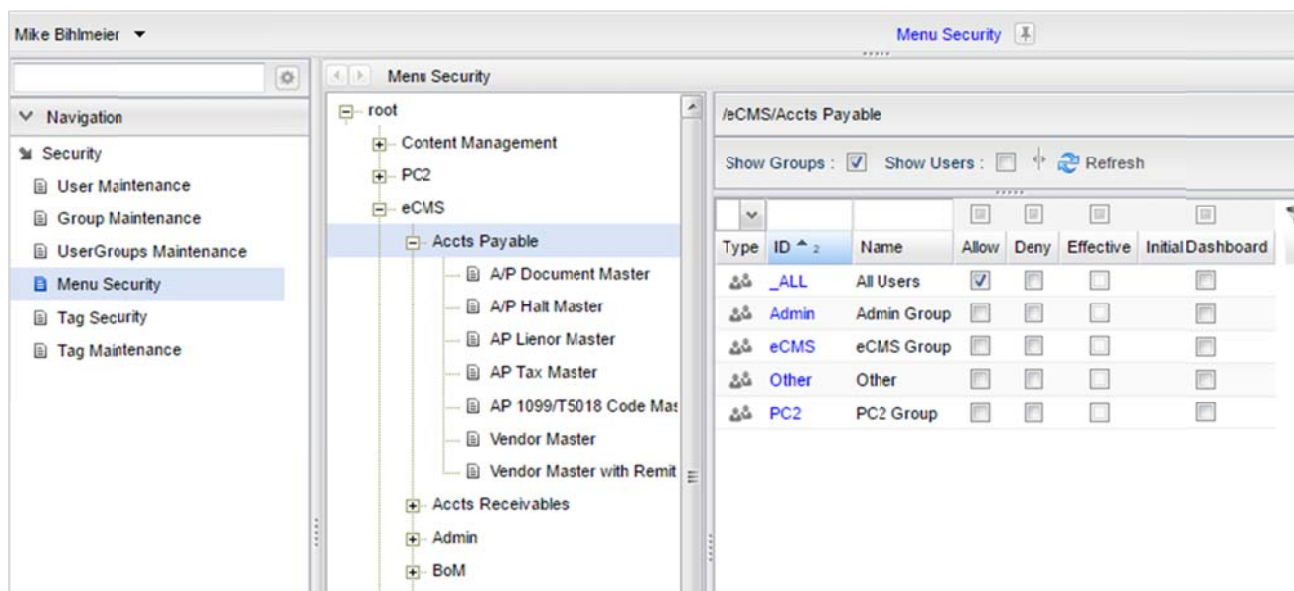 Mike Bihlmeier
Menu Security
Navigation
Security
User Maintenance
Group Maintenance
UserGroups Maintenance
Menu Security
Tag Security
Tag Maintenance
Menu Security
root
Content Management
PC2
eCMS
Accts Payable
A/P Document Master
A/P Halt Master
AP Lienor Master
AP Tax Master
AP 1099/T5018 Code Mas
Vendor Master
Vendor Master with Remit
Accts Receivables
Admin
BoM
/eCMS/Accts Payable
Show Groups : Show Users : Refresh
Type ID 2 Name Allow Deny Effective Initial Dashboard
_ALL All Users
Admin Admin Group
eCMS eCMS Group
Other Other
PC2 PC2 Group